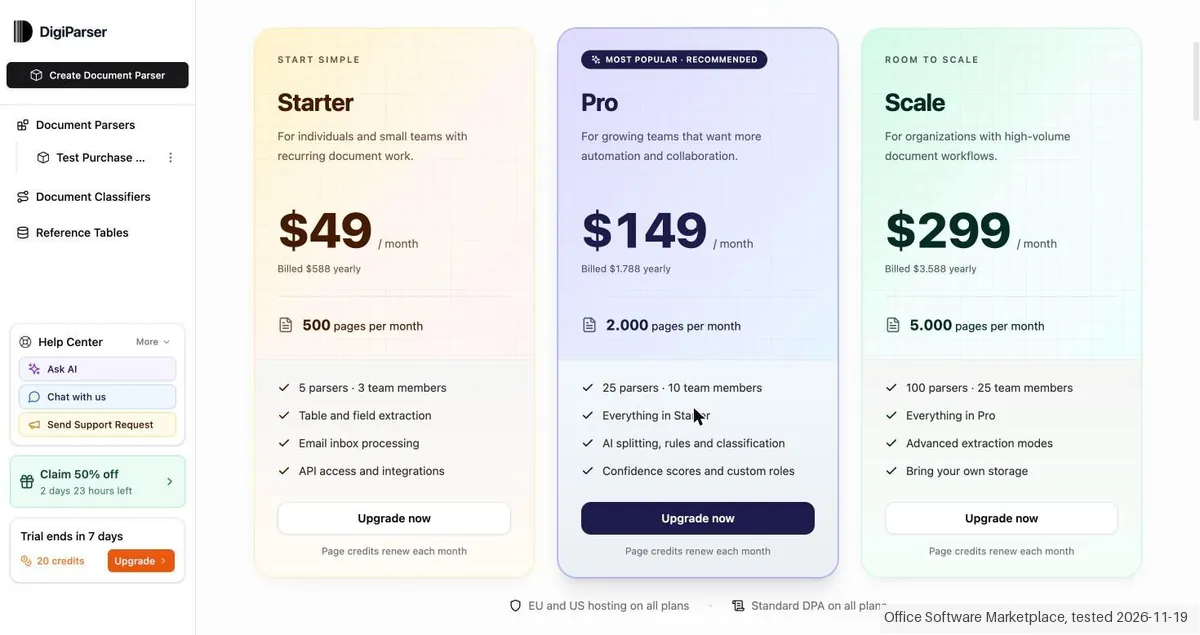 DigiParser
Create Document Parser
Document Parsers
Test Purchase ...
Document Classifiers
Reference Tables
Help Center
More
Ask AI
Chat with us
Send Support Request
Claim 50% off
2 days 23 hours left
Trial ends in 7 days
20 credits
Upgrade
START SIMPLE
Starter
For individuals and small teams with
recurring document work.
$49 / month
Billed $588 yearly
500 pages per month
5 parsers · 3 team members
Table and field extraction
Email inbox processing
API access and integrations
Upgrade now
Page credits renew each month
MOST POPULAR · RECOMMENDED
Pro
For growing teams that want more
automation and collaboration.
$149 / month
Billed $1.788 yearly
2.000 pages per month
25 parsers · 10 team members
Everything in Starter
AI splitting, rules and classification
Confidence scores and custom roles
Upgrade now
Page credits renew each month
ROOM TO SCALE
Scale
For organizations with high-volume
document workflows.
$299 / month
Billed $3.588 yearly
5.000 pages per month
100 parsers · 25 team members
Everything in Pro
Advanced extraction modes
Bring your own storage
Upgrade now
Page credits renew each month
EU and US hosting on all plans · Standard DPA on all plans
Office Software Marketplace, tested 2026-11-19